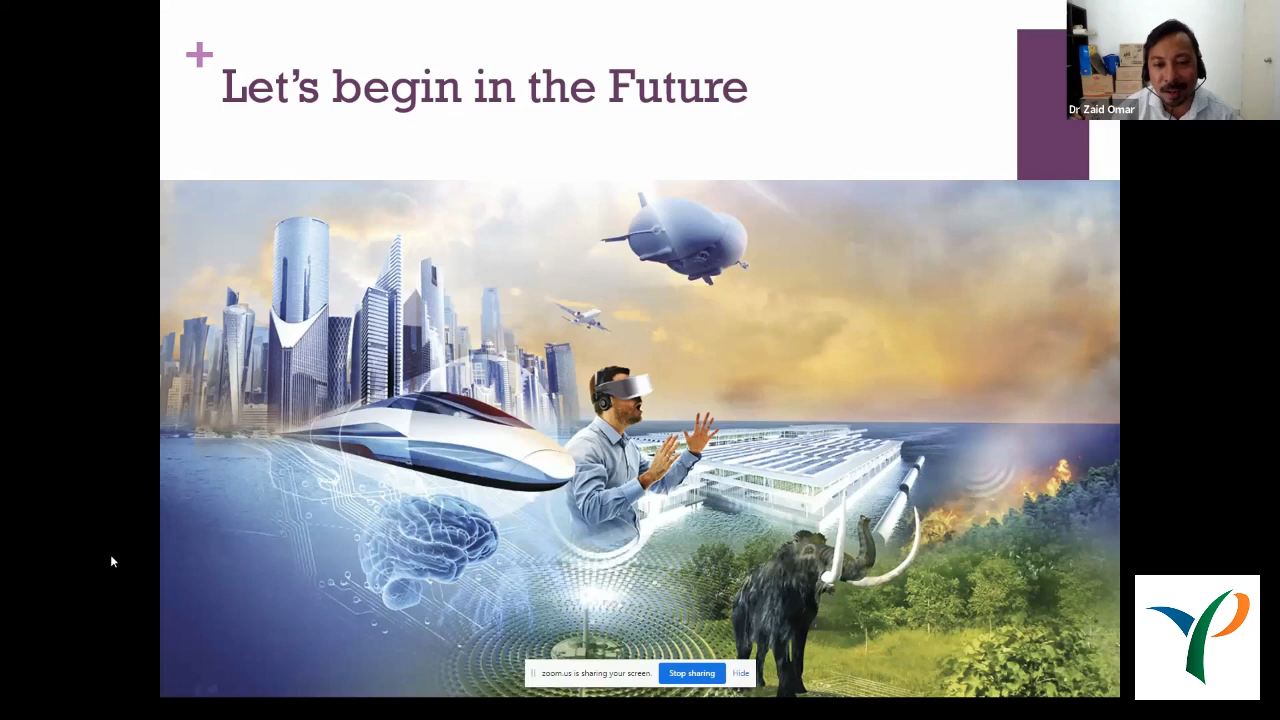 +
Let's begin in the Future
Dr Zaid Omar
zoom.us is sharing your screen.
Stop sharing
Hide